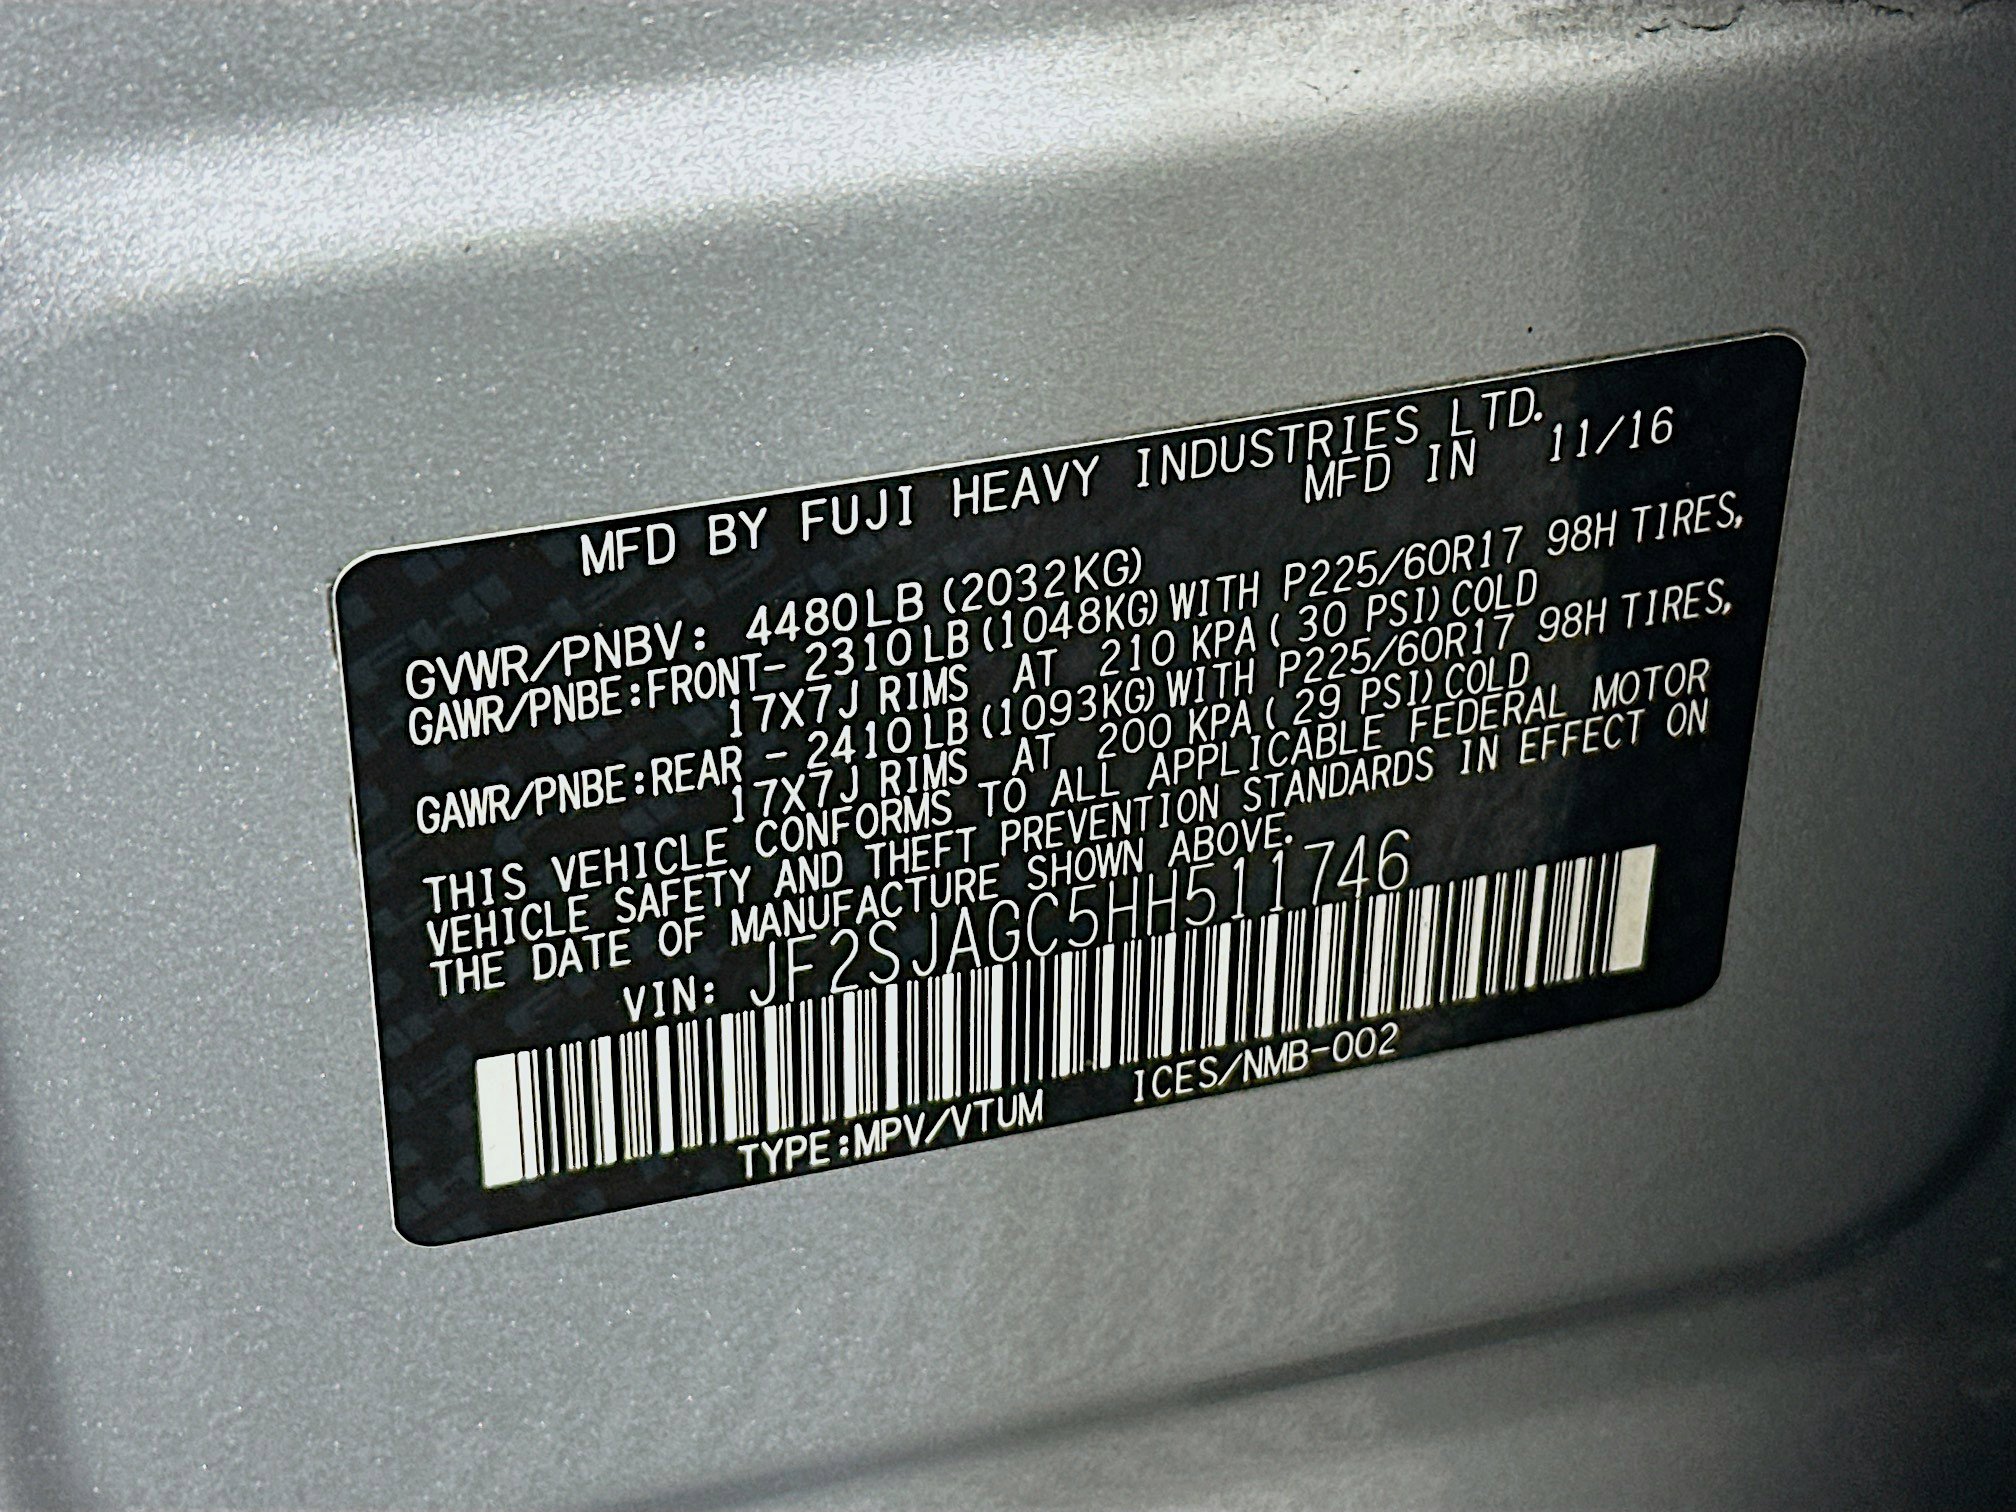 MFD BY FUJI HEAVY INDUSTRIES LTD.
MFD IN 11/16
GVWR/PNBV: 4480LB (2032KG)
GAWR/PNBE:FRONT- 2310LB(1048KG)WITH P225/60R17 98H TIRES,
17X7J RIMS AT 210 KPA( 30 PSI)COLD
GAWR/PNBE:REAR - 2410LB(1093KG)WITH P225/60R17 98H TIRES,
17X7J RIMS AT 200 KPA( 29 PSI)COLD
THIS VEHICLE CONFORMS TO ALL APPLICABLE FEDERAL MOTOR
VEHICLE SAFETY AND THEFT PREVENTION STANDARDS IN EFFECT ON
THE DATE OF MANUFACTURE SHOWN ABOVE.
VIN: JF2SJAGC5HH511746
TYPE:MPV/VTUM ICES/NMB-002